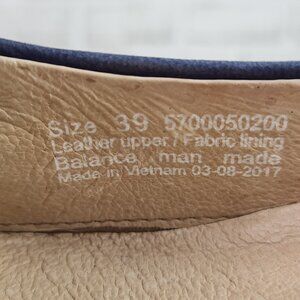 Size 39 5700050200
Leather upper / Fabric lining
Balance man made
Made in Vietnam 03-08-2017